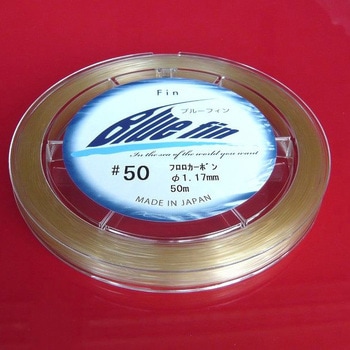 Fin
ブルーフィン
Blue fin
In the sea of the world you want
#50
フロロカーボン
φ1.17mm
50m
MADE IN JAPAN